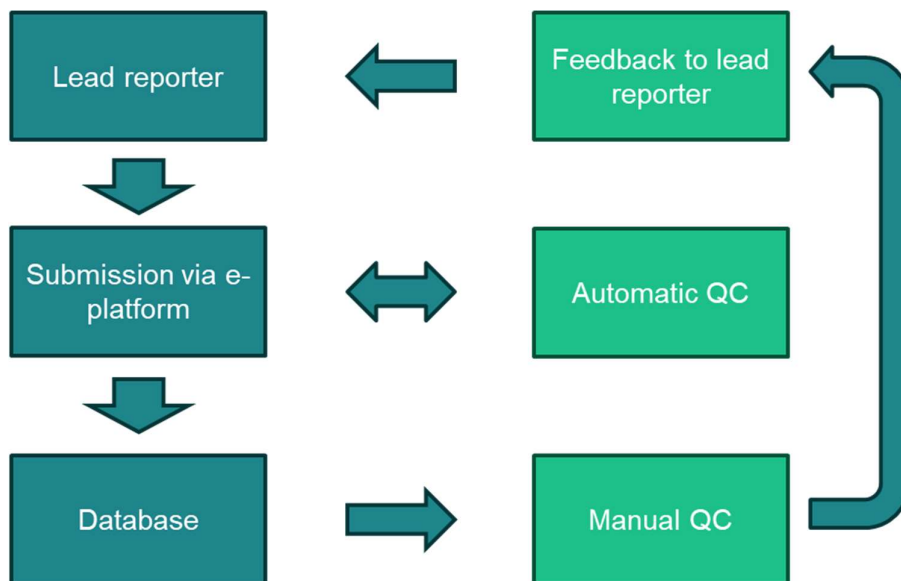 Lead reporter
Feedback to lead
reporter
Submission via e-
platform
Automatic QC
Database
Manual QC